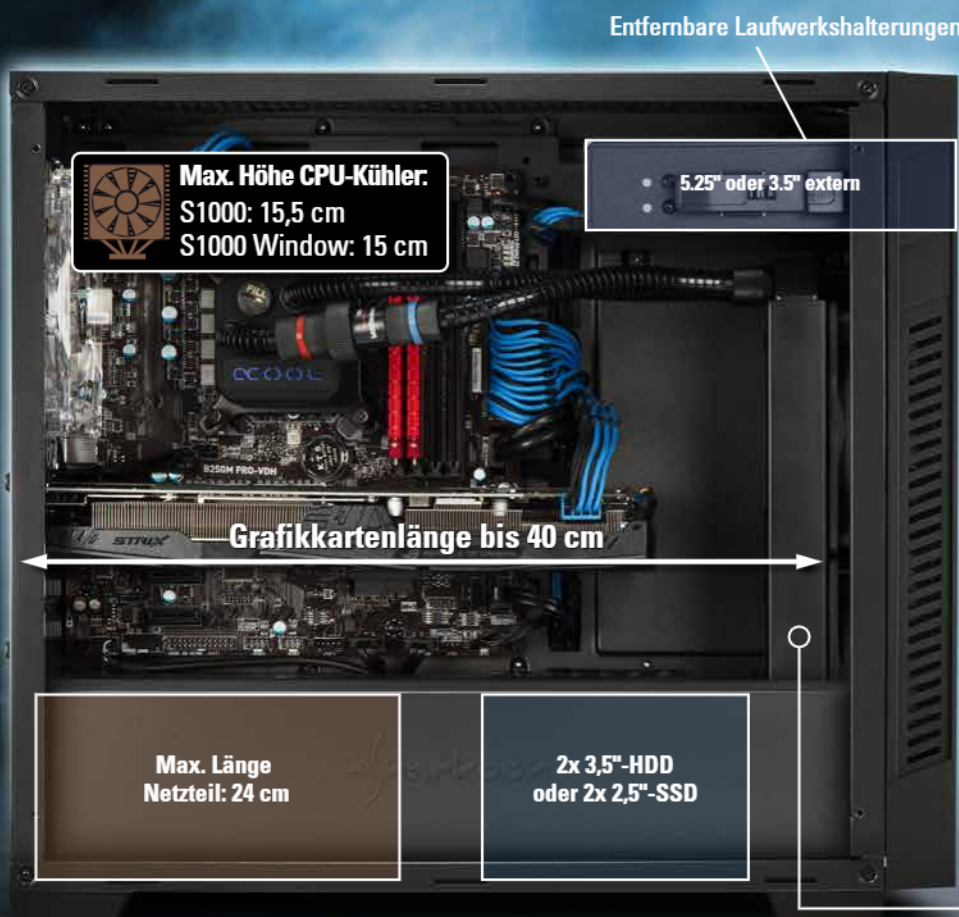 Entfernbare Laufwerkshalterungen
5.25" oder 3.5" extern
Max. Höhe CPU-Kühler:
S1000: 15,5 cm
S1000 Window: 15 cm
FILL
B250M PRO-VDH
STRIX
Grafikkartenlänge bis 40 cm
Max. Länge
Netzteil: 24 cm
2x 3,5"-HDD
oder 2x 2,5"-SSD